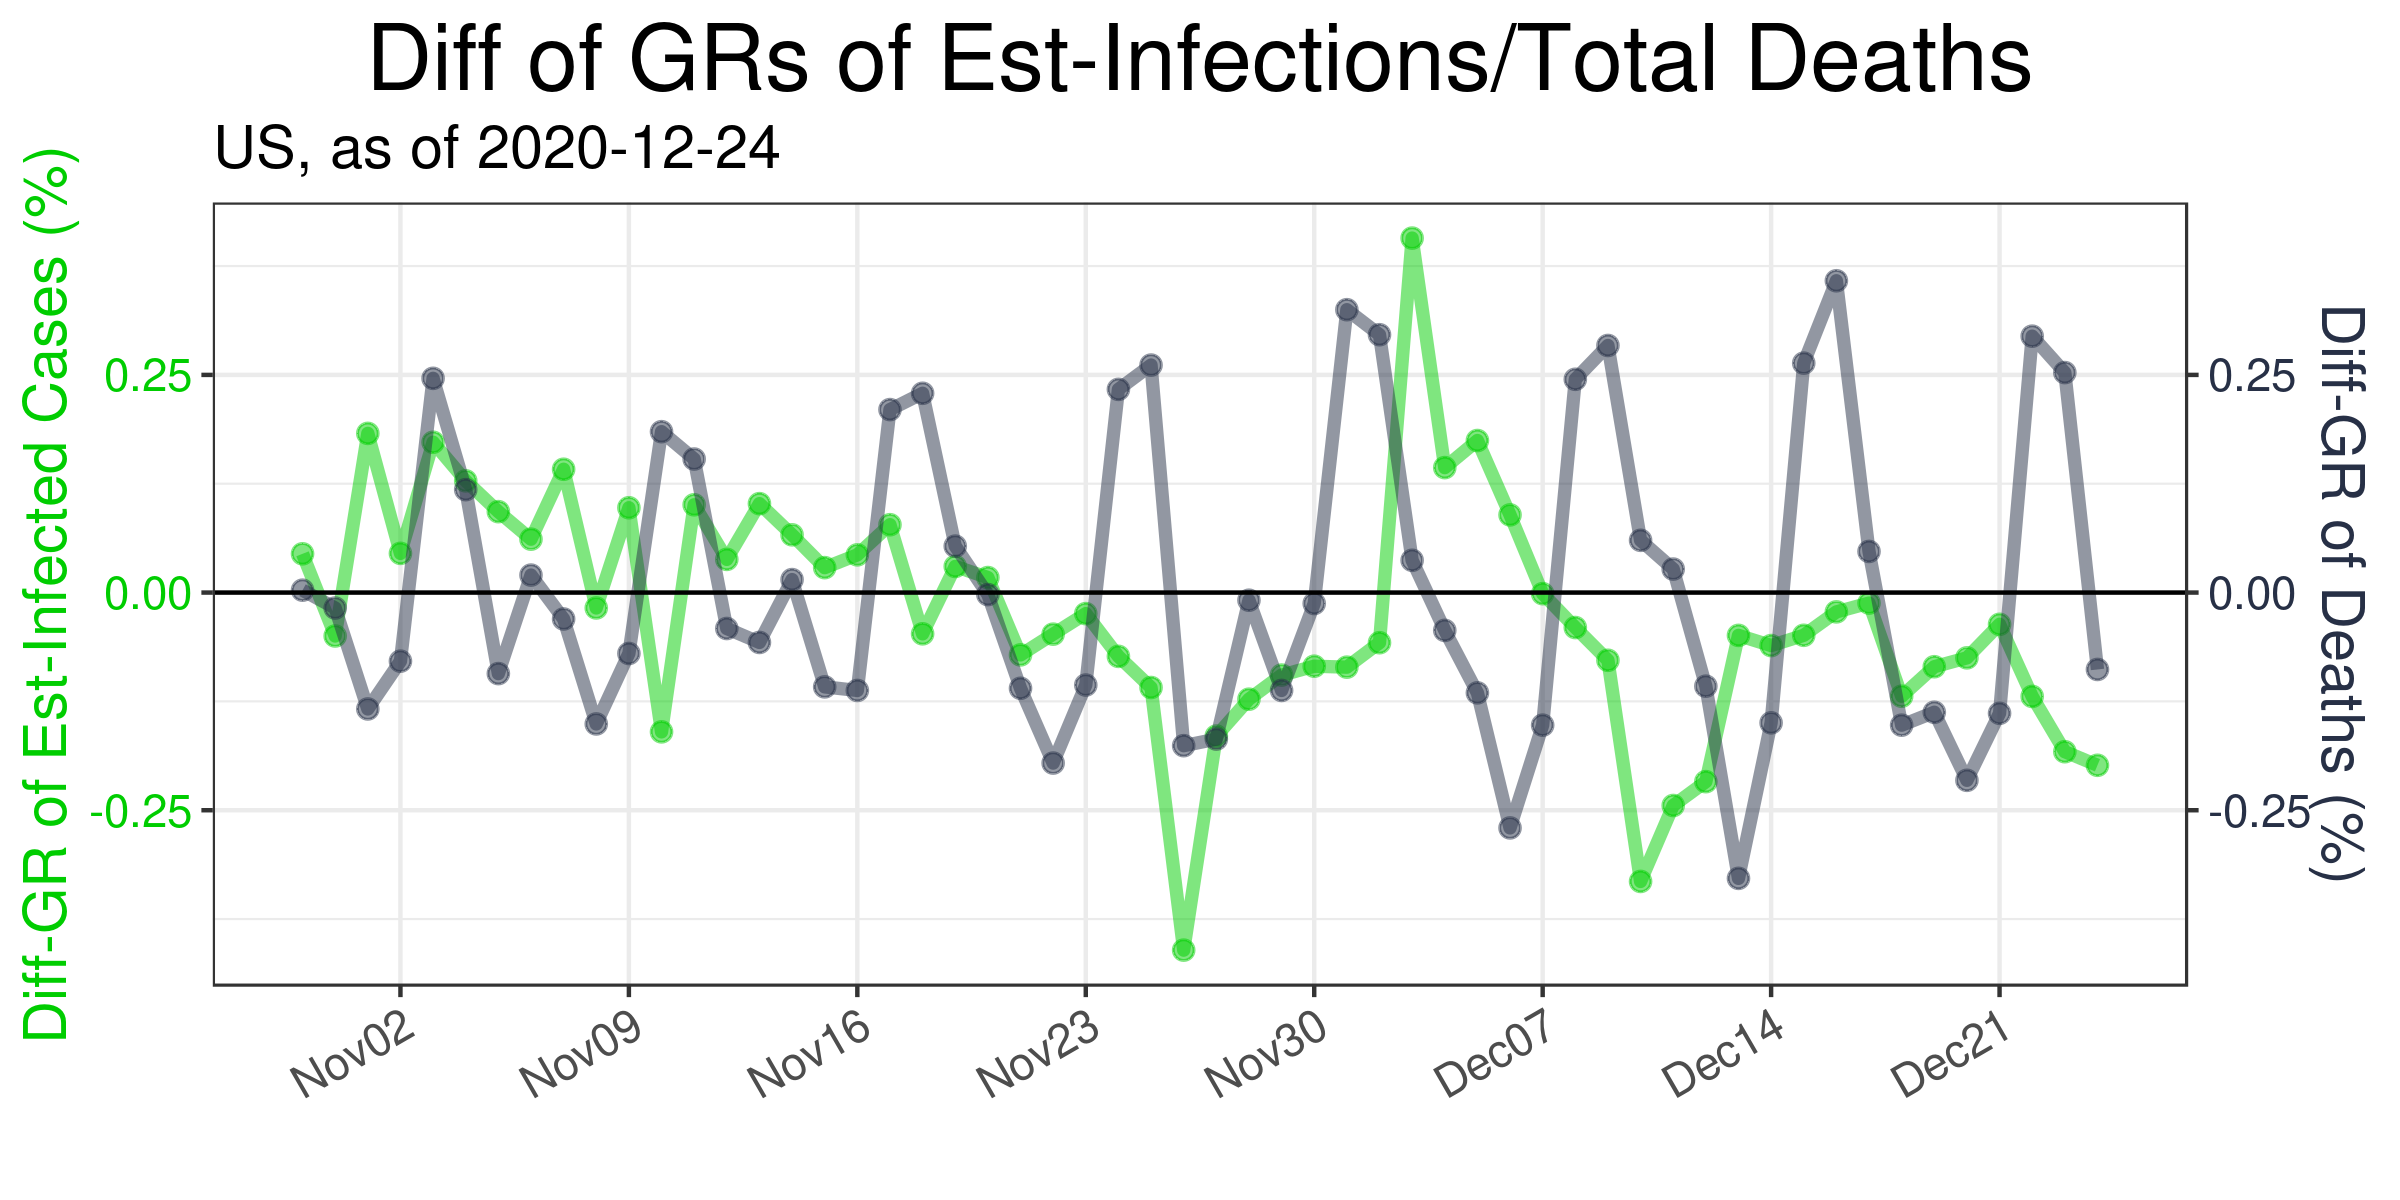 Diff of GRs of Est-Infections/Total Deaths
US, as of 2020-12-24
Diff-GR of Est-Infected Cases (%)
0.25
0.00
-0.25
0.25
0.00
-0.25
Diff-GR of Deaths (%)
Nov02
Nov09
Nov16
Nov23
Nov30
Dec07
Dec14
Dec21